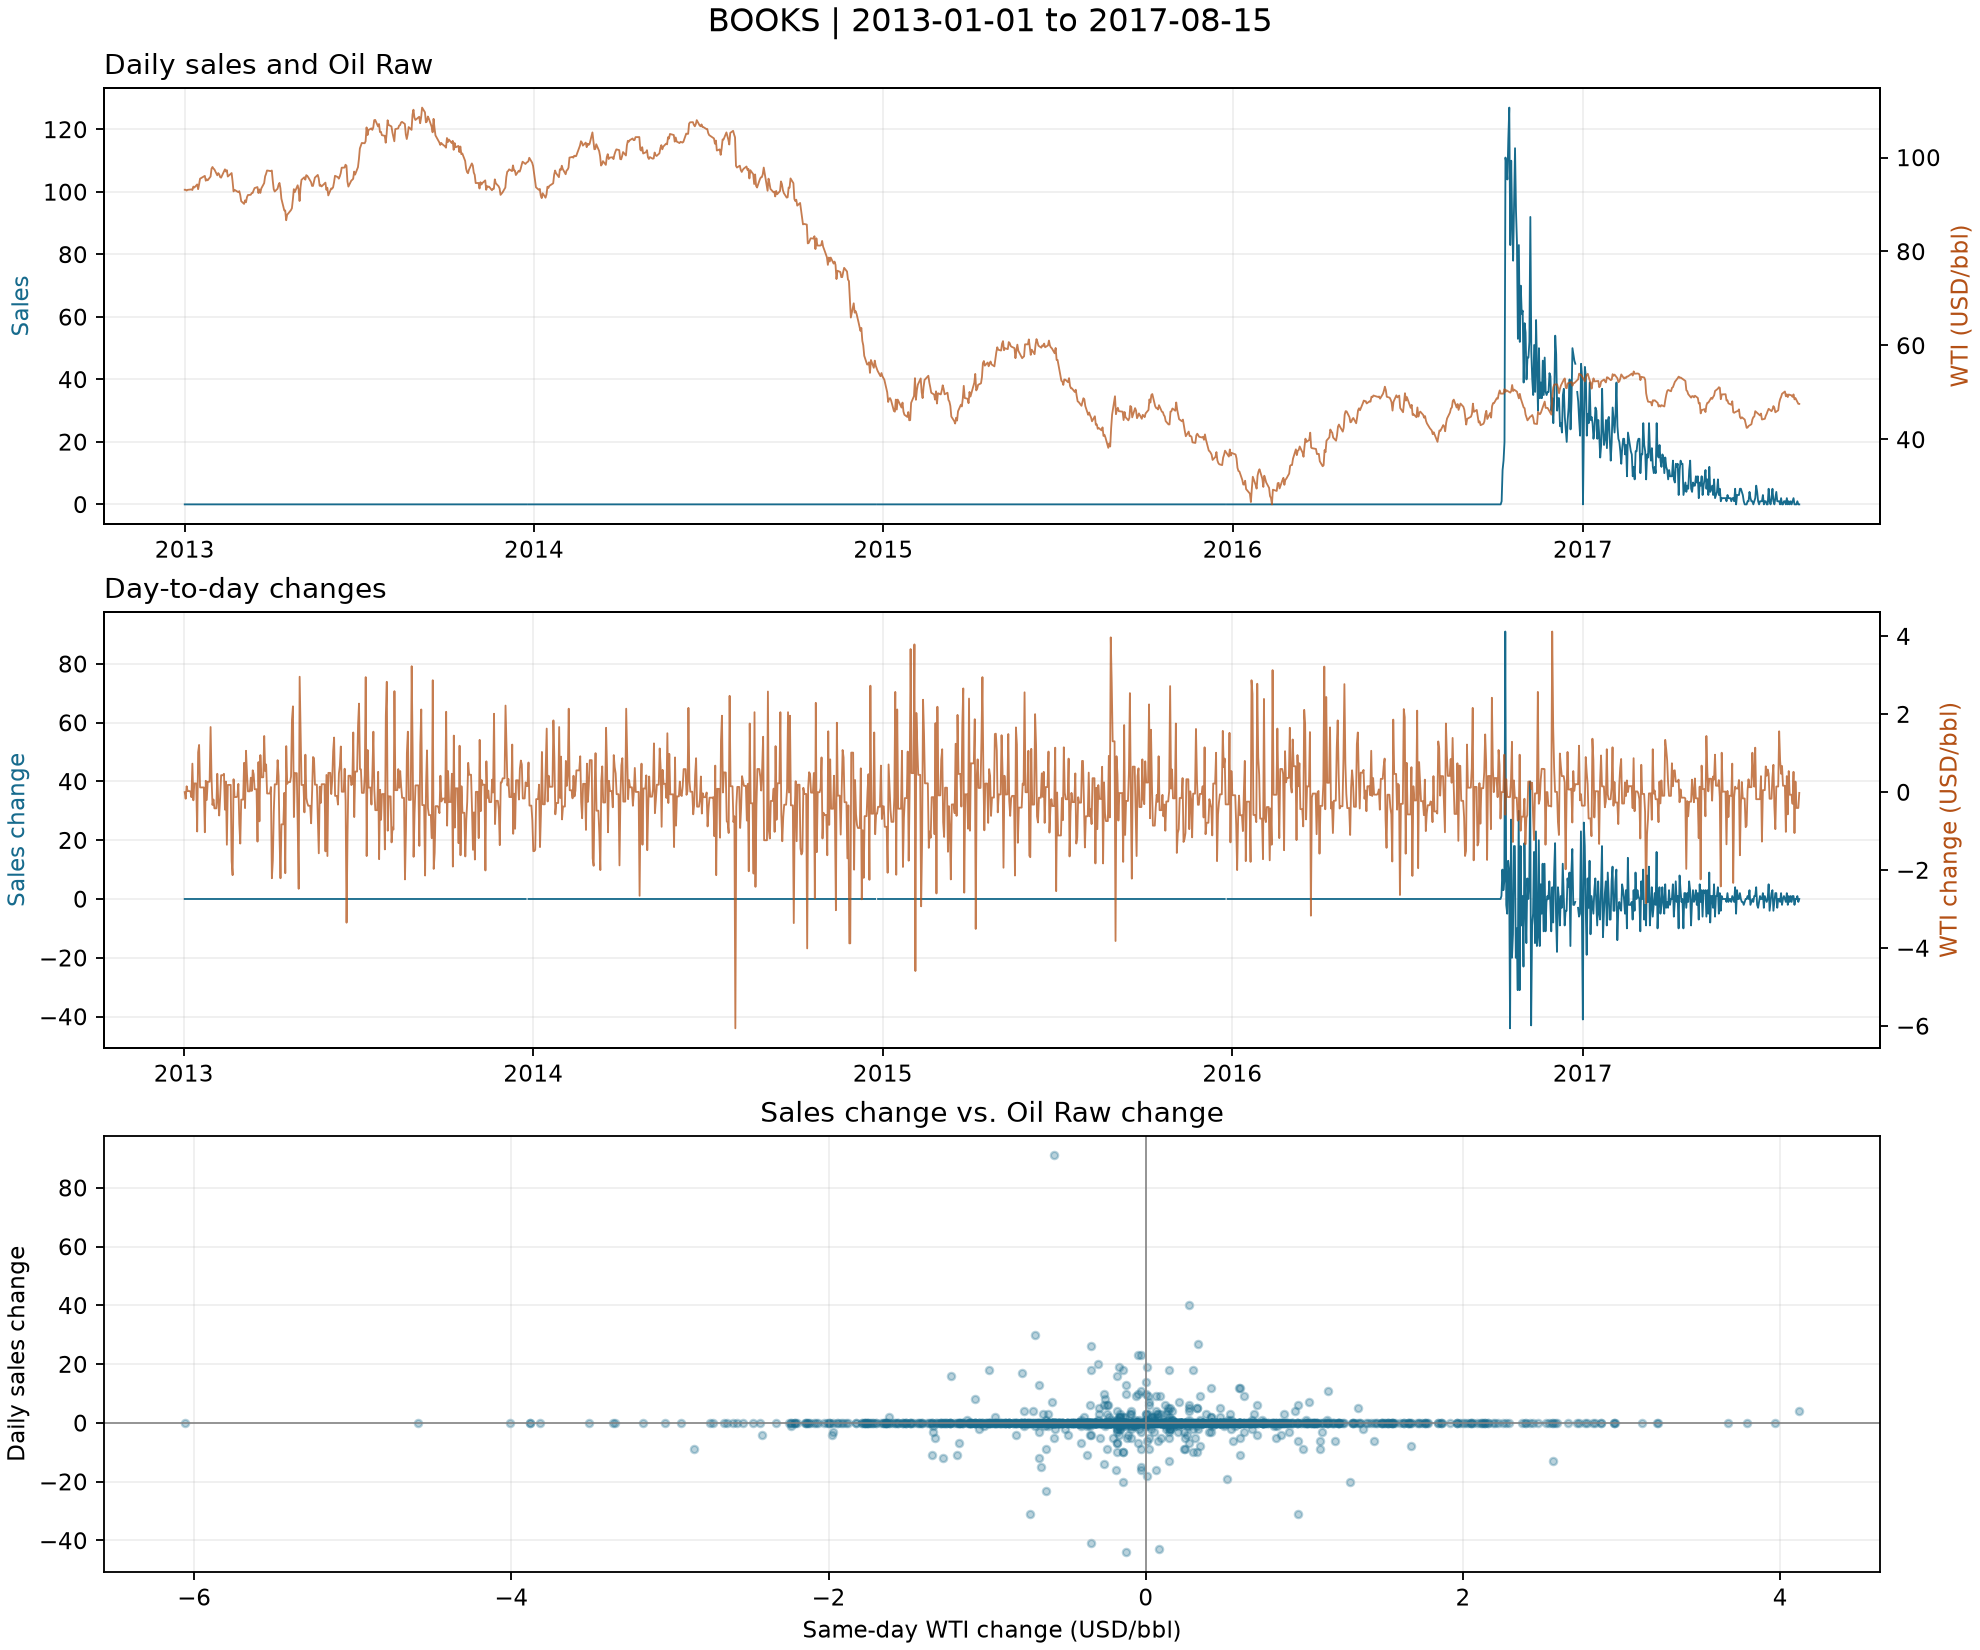 BOOKS | 2013-01-01 to 2017-08-15
Daily sales and Oil Raw
120
100
80
60
40
20
0
Sales
100
80
60
40
WTI (USD/bbl)
2013 2014 2015 2016 2017
Day-to-day changes
80
60
40
20
0
−20
−40
Sales change
4
2
0
−2
−4
−6
WTI change (USD/bbl)
2013 2014 2015 2016 2017
Sales change vs. Oil Raw change
80
60
40
20
0
−20
−40
Daily sales change
−6 −4 −2 0 2 4
Same-day WTI change (USD/bbl)